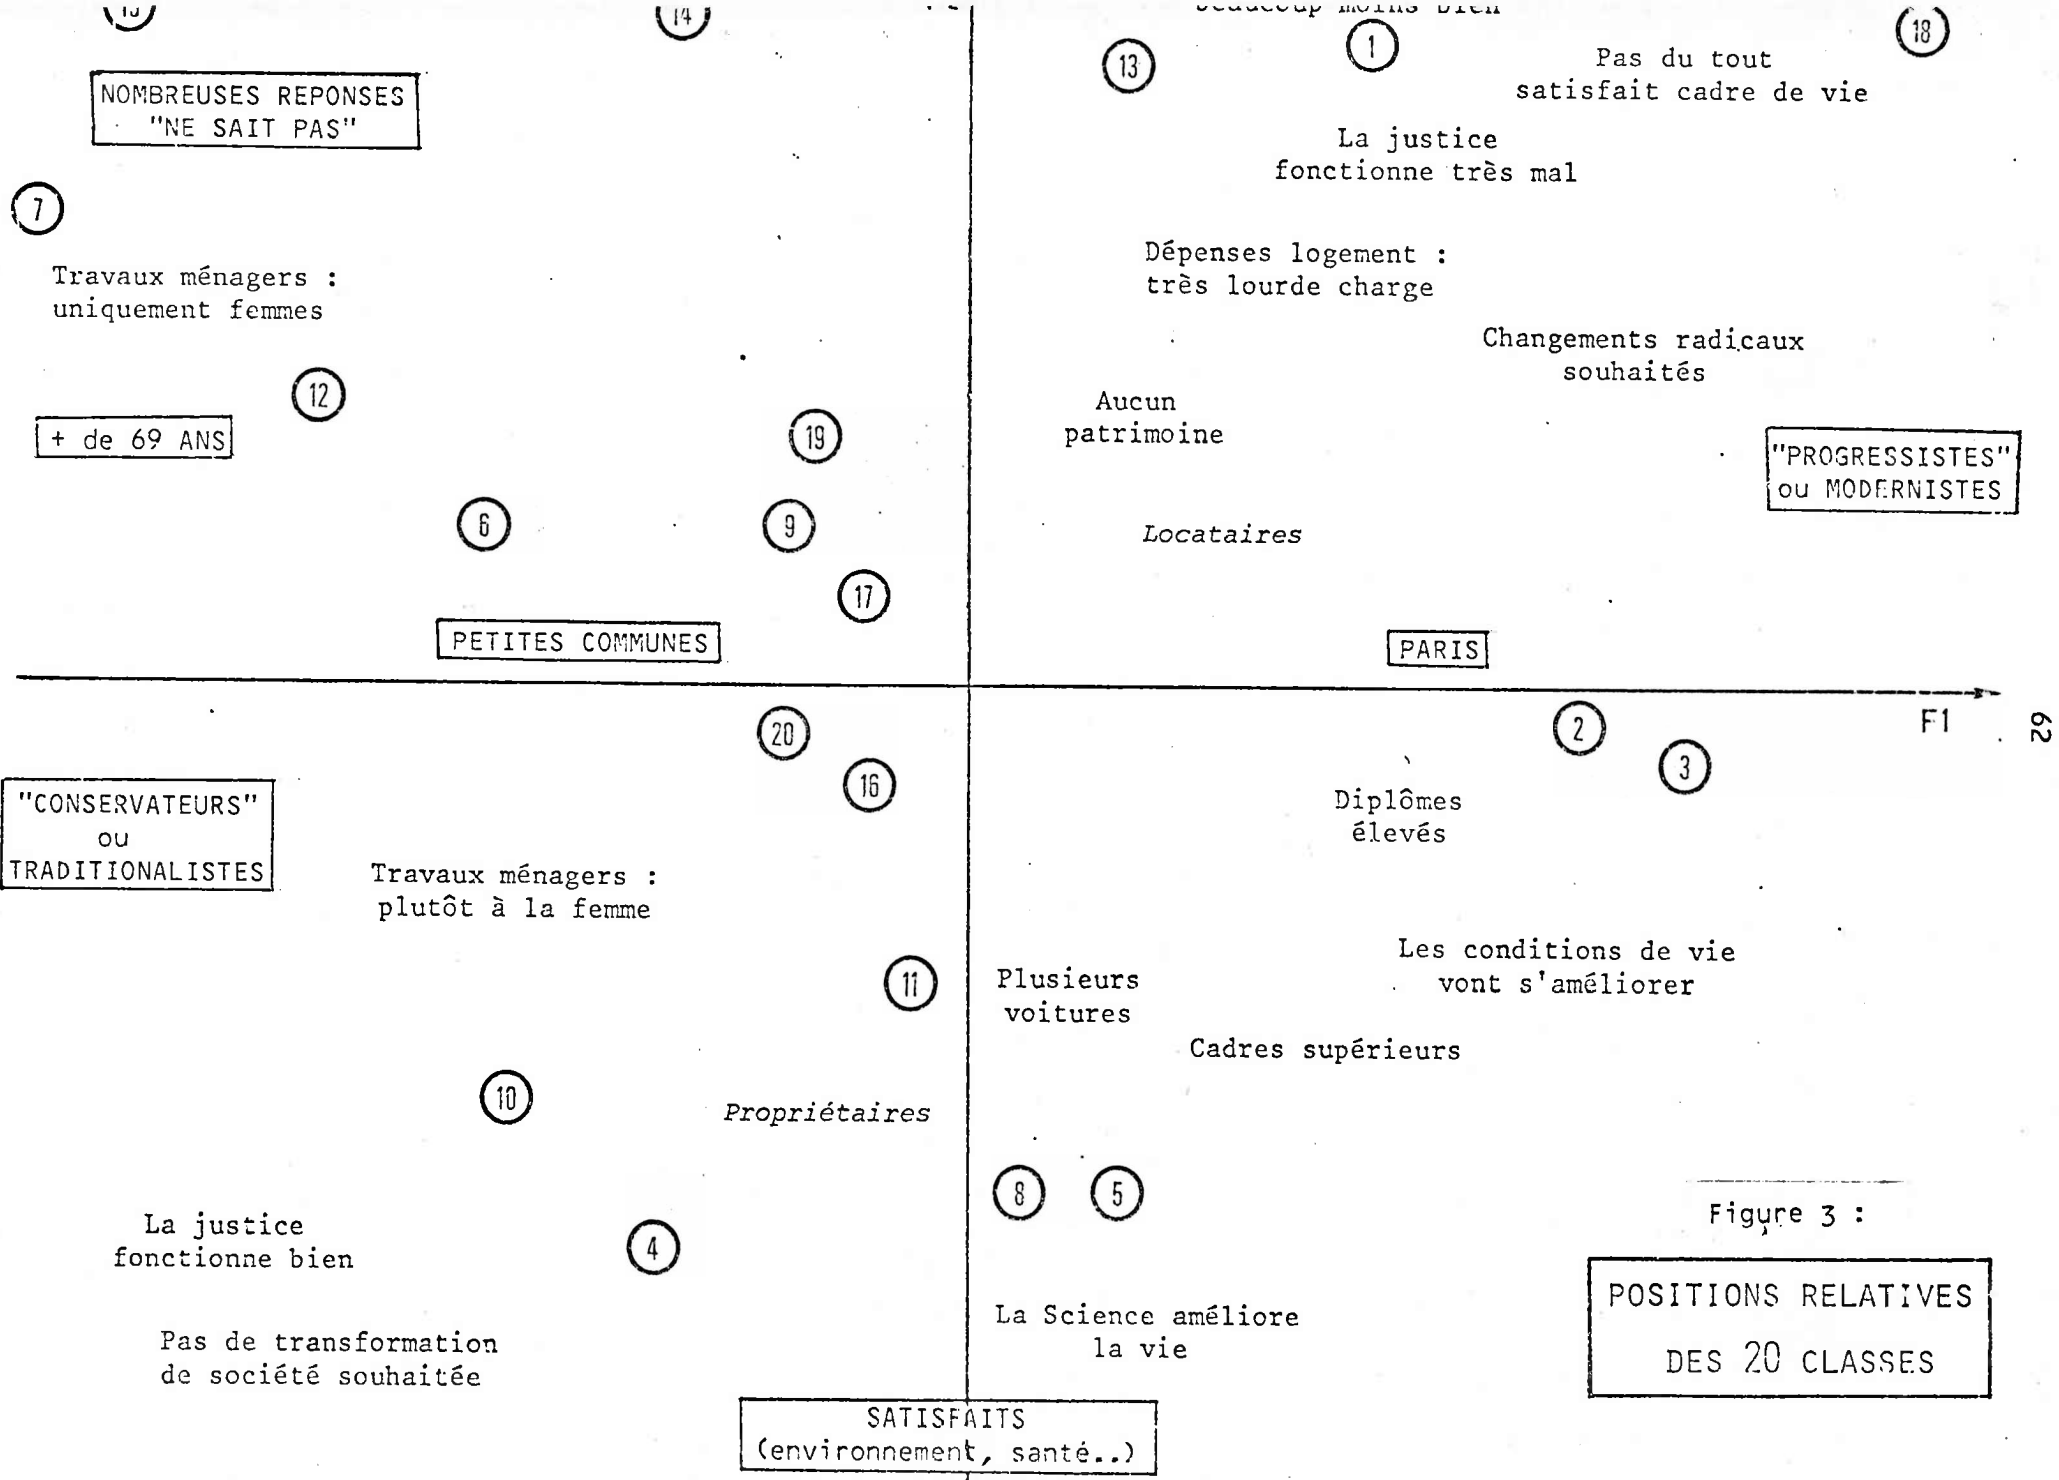 14
beaucoup moins bien
18
1
13
Pas du tout
satisfait cadre de vie
NOMBREUSES REPONSES
"NE SAIT PAS"
La justice
fonctionne très mal
7
Travaux ménagers :
uniquement femmes
Dépenses logement :
très lourde charge
Changements radicaux
souhaités
12
Aucun
patrimoine
+ de 69 ANS
19
"PROGRESSISTES"
ou MODERNISTES
6
9
Locataires
17
PETITES COMMUNES
PARIS
F1
62
20
2
3
16
"CONSERVATEURS"
ou
TRADITIONALISTES
Diplômes
élevés
Travaux ménagers :
plutôt à la femme
Les conditions de vie
vont s'améliorer
11
Plusieurs
voitures
Cadres supérieurs
10
Propriétaires
8
5
La justice
fonctionne bien
4
Figure 3 :
POSITIONS RELATIVES
DES 20 CLASSES
La Science améliore
la vie
Pas de transformation
de société souhaitée
SATISFAITS
(environnement, santé..)